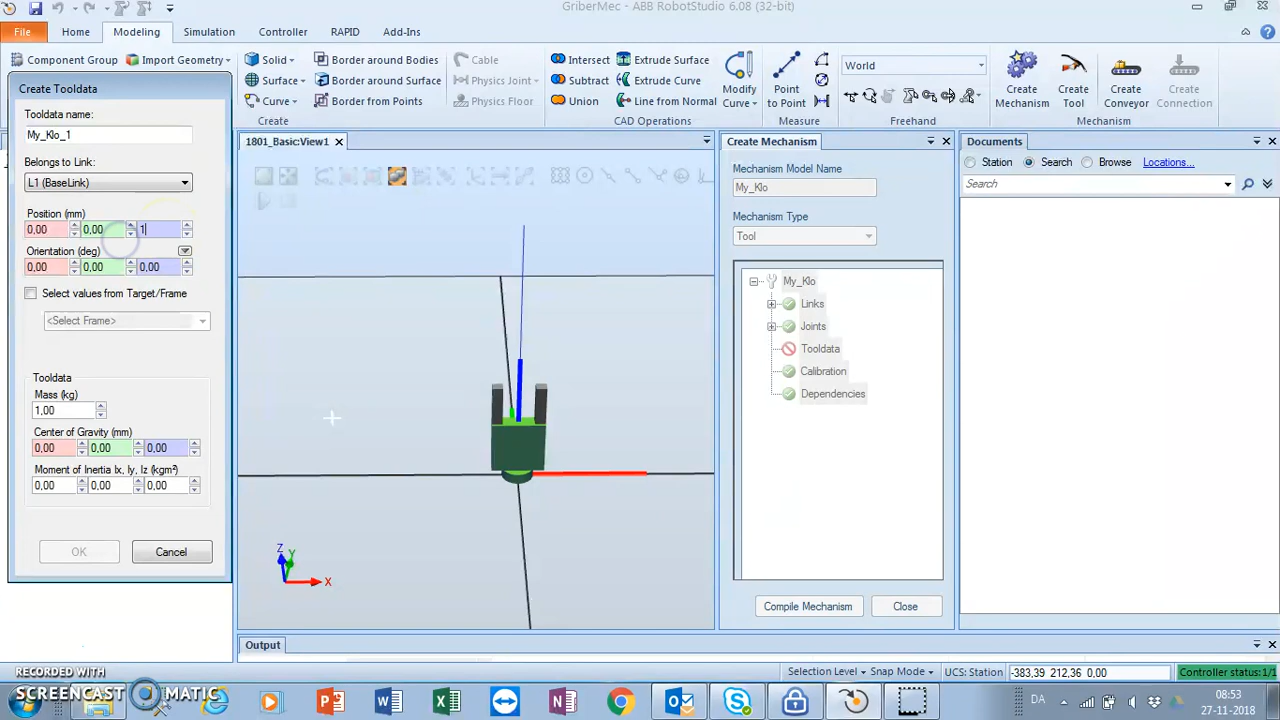 GriberMec - ABB RobotStudio 6.08 (32-bit)
File Home Modeling Simulation Controller RAPID Add-Ins
Component Group Import Geometry Solid Border around Bodies Cable Intersect Extrude Surface World
Surface Border around Surface Physics Joint Subtract Extrude Curve Modify Curve Point to Point Create Mechanism Create Tool Create Conveyor Create Connection
Curve Border from Points Physics Floor Union Line from Normal
Create CAD Operations Measure Freehand Mechanism
Create Tooldata
Tooldata name:
My_Klo_1
Belongs to Link:
L1 (BaseLink)
Position (mm)
0,00 0,00 1
Orientation (deg)
0,00 0,00 0,00
Select values from Target/Frame
<Select Frame>
Tooldata
Mass (kg)
1,00
Center of Gravity (mm)
0,00 0,00 0,00
Moment of Inertia Ix, Iy, Iz (kgm²)
0,00 0,00 0,00
OK Cancel
1801_Basic:View1
Z Y X
Create Mechanism
Mechanism Model Name
My_Klo
Mechanism Type
Tool
My_Klo
Links
Joints
Tooldata
Calibration
Dependencies
Compile Mechanism Close
Documents
Station Search Browse Locations...
Search
Output
Selection Level Snap Mode UCS: Station -383,39 212,36 0,00 Controller status: 1/1
RECORDED WITH
SCREENCAST MATIC
DA 08:53
27-11-2018